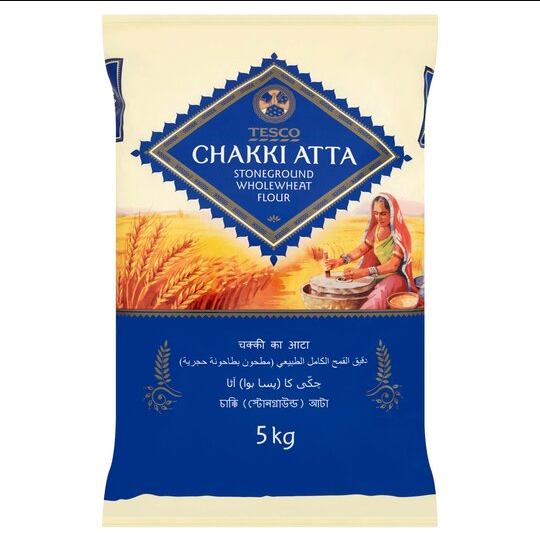 TESCO
CHAKKI ATTA
STONEGROUND
WHOLEWHEAT
FLOUR
चक्की का आटा
دقيق القمح الكامل الطبيعي (مطحون بطاحونة حجرية)
چکّی کا (پسا ہوا) آٹا
চাক্কি (স্টোনগ্রাউন্ড) আটা
5kg